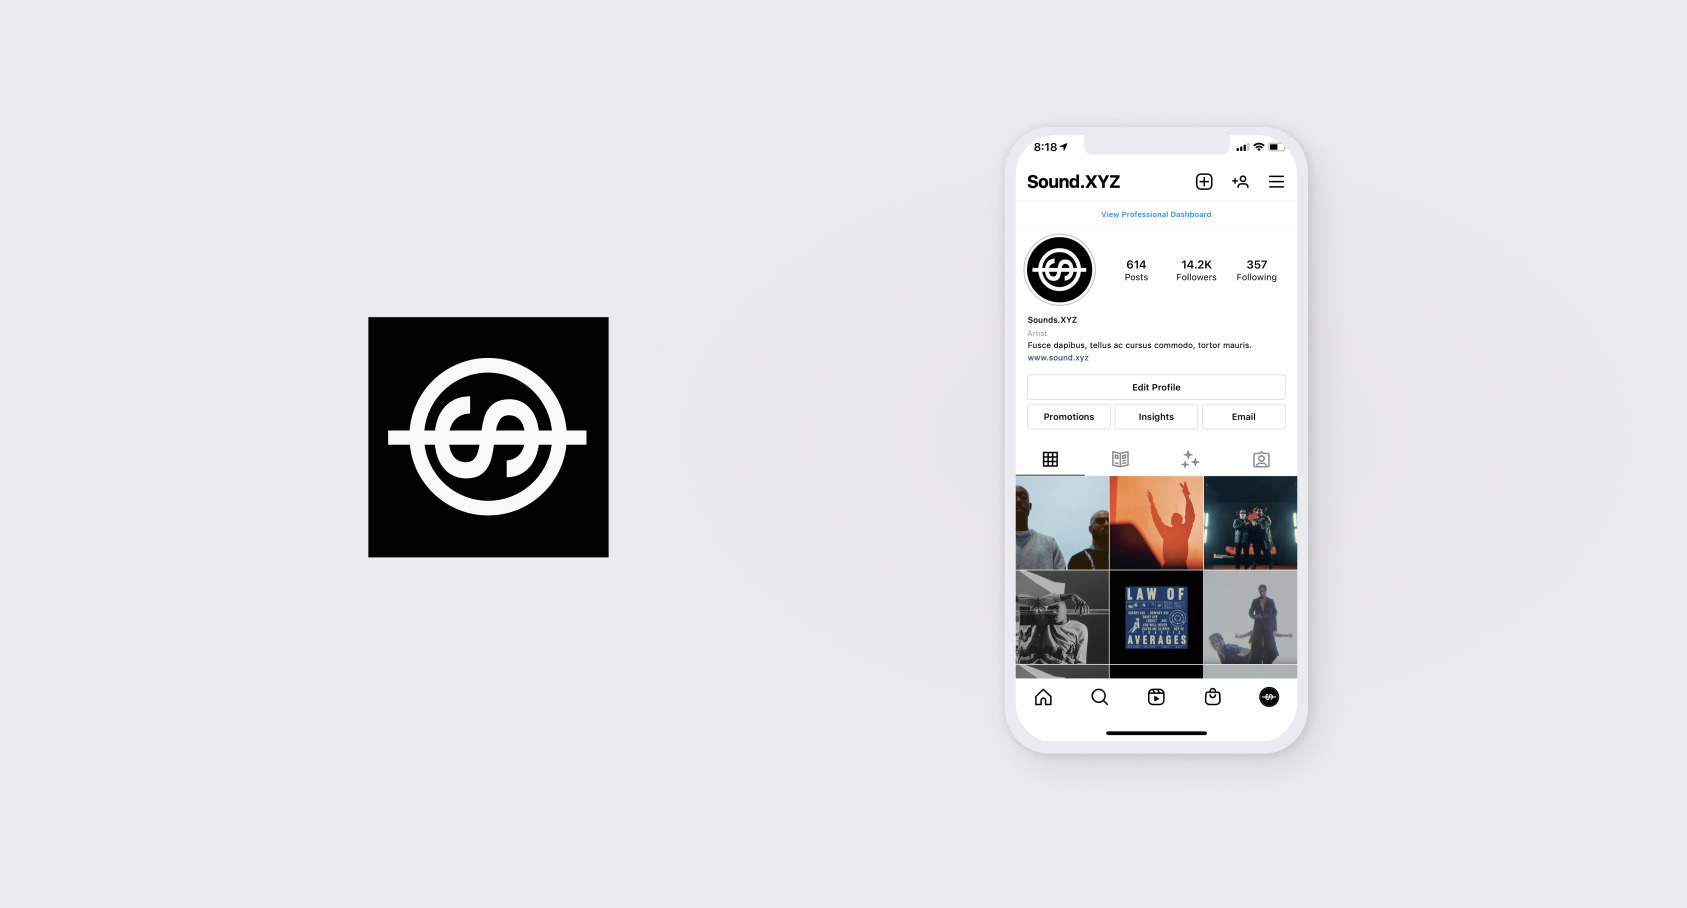 8:18
Sound.XYZ
View Professional Dashboard
614
Posts
14.2K
Followers
357
Following
Sounds.XYZ
Artist
Fusce dapibus, tellus ac cursus commodo, tortor mauris.
www.sound.xyz
Edit Profile
Promotions
Insights
Email
LAW OF
AVERAGES